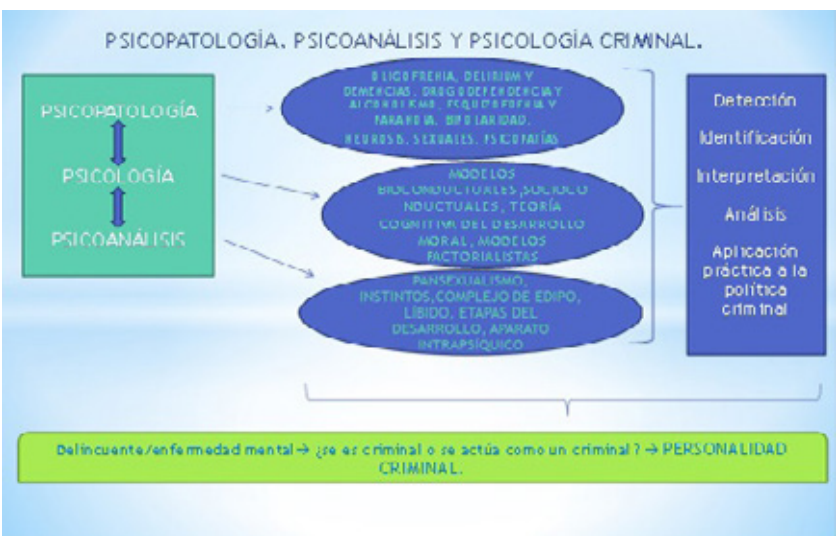 PSICOPATOLOGÍA. PSICOANÁLISIS Y PSICOLOGÍA CRIMINAL.
PSICOPATOLOGÍA
PSICOLOGÍA
PSICOANÁLISIS
OLIGOFRENIA, DELIRIUM Y
DEMENCIAS, DROGODEPENDENCIA Y
ALCOHOLISMO, ESQUIZOFRENIA Y
PARANOIA, BIPOLARIDAD,
NEUROSIS, SEXUALES, PSICOPATÍAS
MODELOS
BIOCONDUCTUALES ,SOCIOCO
NDUCTUALES, TEORÍA
COGNITIVA DEL DESARROLLO
MORAL, MODELOS
FACTORIALISTAS
PANSEXUALISMO,
INSTINTOS,COMPLEJO DE EDIPO,
LÍBIDO, ETAPAS DEL
DESARROLLO, APARATO
INTRAPSÍQUICO
Detección
Identificación
Interpretación
Análisis
Aplicación
práctica a la
política
criminal
Delincuente/enfermedad mental→ ¿se es criminal o se actúa como un criminal? → PERSONALIDAD
CRIMINAL.